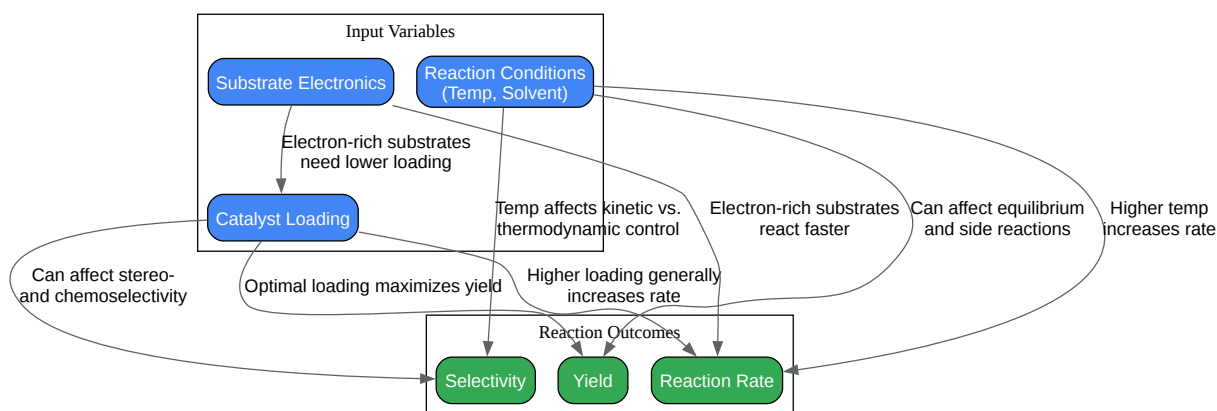 Input Variables
Substrate Electronics
Reaction Conditions
(Temp, Solvent)
Electron-rich substrates
need lower loading
Catalyst Loading
Temp affects kinetic vs.
thermodynamic control
Electron-rich substrates
react faster
Can affect equilibrium
and side reactions
Higher temp
increases rate
Can affect stereo-
and chemoselectivity
Optimal loading maximizes yield
Higher loading generally
increases rate
Reaction Outcomes
Selectivity
Yield
Reaction Rate